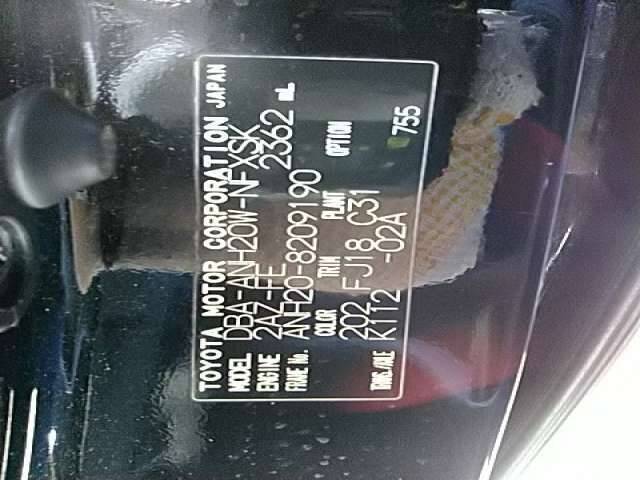 TOYOTA MOTOR CORPORATION JAPAN
MODEL DBA-ANH20W-NFXSK
ENGINE 2AZ-FE 2362 mL
FRAME No. ANH20-8209190
COLOR TRIM PLANT OPTION
202 FJ18 C31 755
TRANS./AXLE K112 -02A